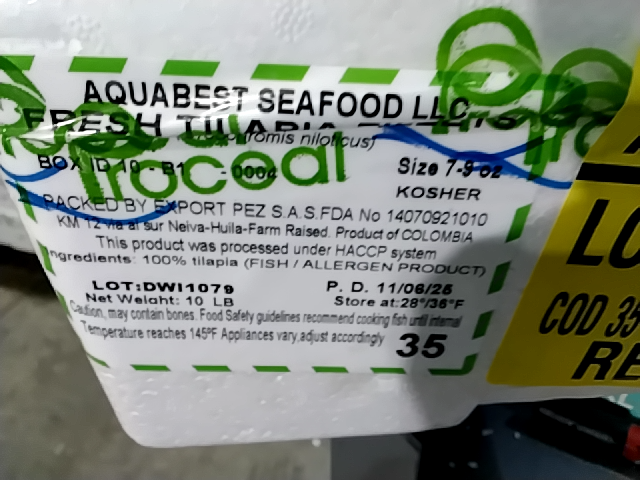 AQUABEST SEAFOOD LLC
FRESH TILAPIA
niloticus)
BOX ID 10 - B1 - 0004
Size 7-9 oz
Procoal
KOSHER
PACKED BY EXPORT PEZ S.A.S.FDA No 14070921010
KM 12 via al sur Neiva-Huila-Farm Raised. Product of COLOMBIA
This product was processed under HACCP system
Ingredients: 100% tilapia (FISH / ALLERGEN PRODUCT)
LOT:DWI1079
P. D. 11/06/25
Net Weight: 10 LB
Store at:28°/36°F
Caution, may contain bones. Food Safety guidelines recommend cooking fish until internal
Temperature reaches 145ºF Appliances vary,adjust accordingly
35
LO
COD 35
RE